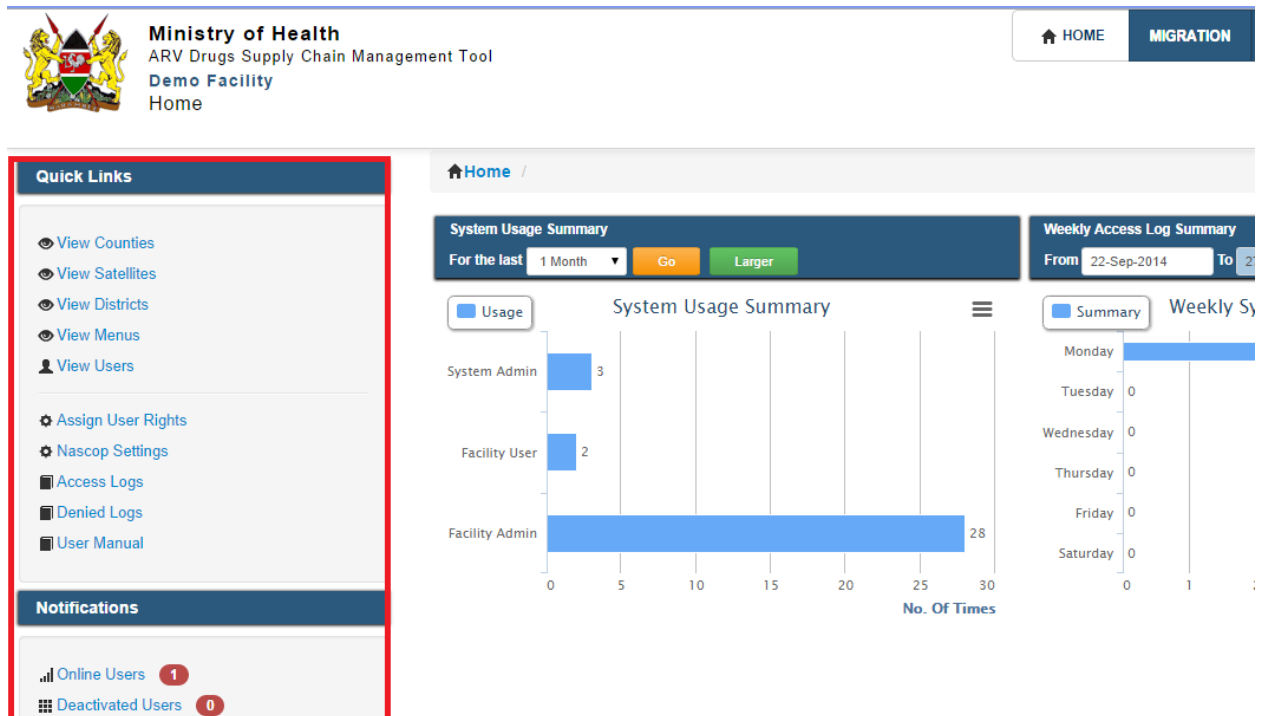 Ministry of Health
ARV Drugs Supply Chain Management Tool
Demo Facility
Home
HOME
MIGRATION
Quick Links
View Counties
View Satellites
View Districts
View Menus
View Users
Assign User Rights
Nascop Settings
Access Logs
Denied Logs
User Manual
Notifications
Online Users 1
Deactivated Users 0
Home /
System Usage Summary
For the last 1 Month Go Larger
Usage
System Usage Summary
System Admin 3
Facility User 2
Facility Admin 28
0 5 10 15 20 25 30
No. Of Times
Weekly Access Log Summary
From 22-Sep-2014 To
Summary
Weekly
Monday
Tuesday 0
Wednesday 0
Thursday 0
Friday 0
Saturday 0
0 1